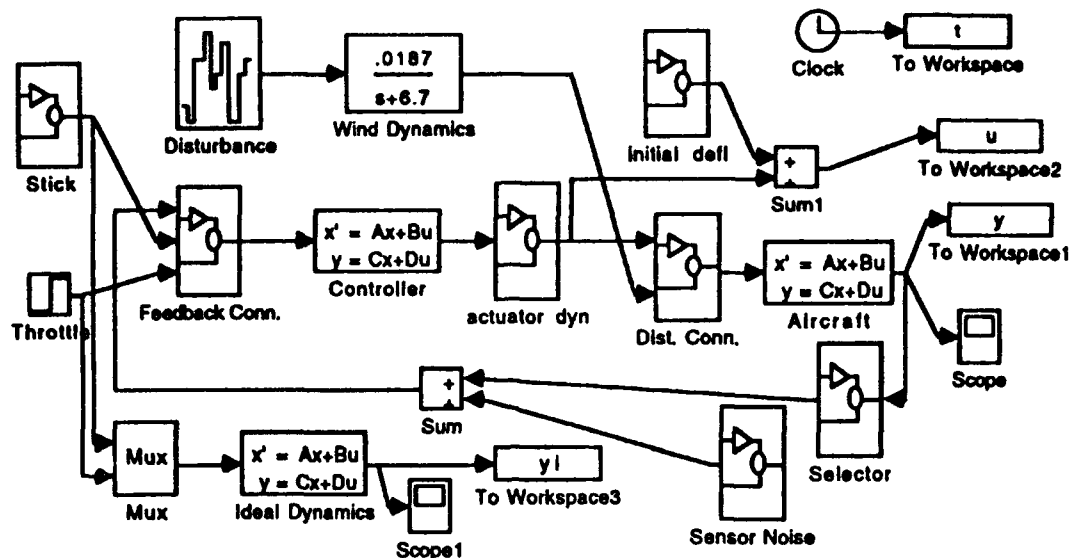 t
Clock
To Workspace
.0187
s+6.7
Disturbance
Wind Dynamics
initial defl
+
+
Sum1
u
To Workspace2
Stick
y
To Workspace1
x' = Ax+Bu
y = Cx+Du
Controller
x' = Ax+Bu
y = Cx+Du
Aircraft
Throttle
Feedback Conn.
actuator dyn
Dist. Conn.
Scope
+
+
Sum
Selector
Mux
Mux
x' = Ax+Bu
y = Cx+Du
Ideal Dynamics
yi
To Workspace3
Scope1
Sensor Noise